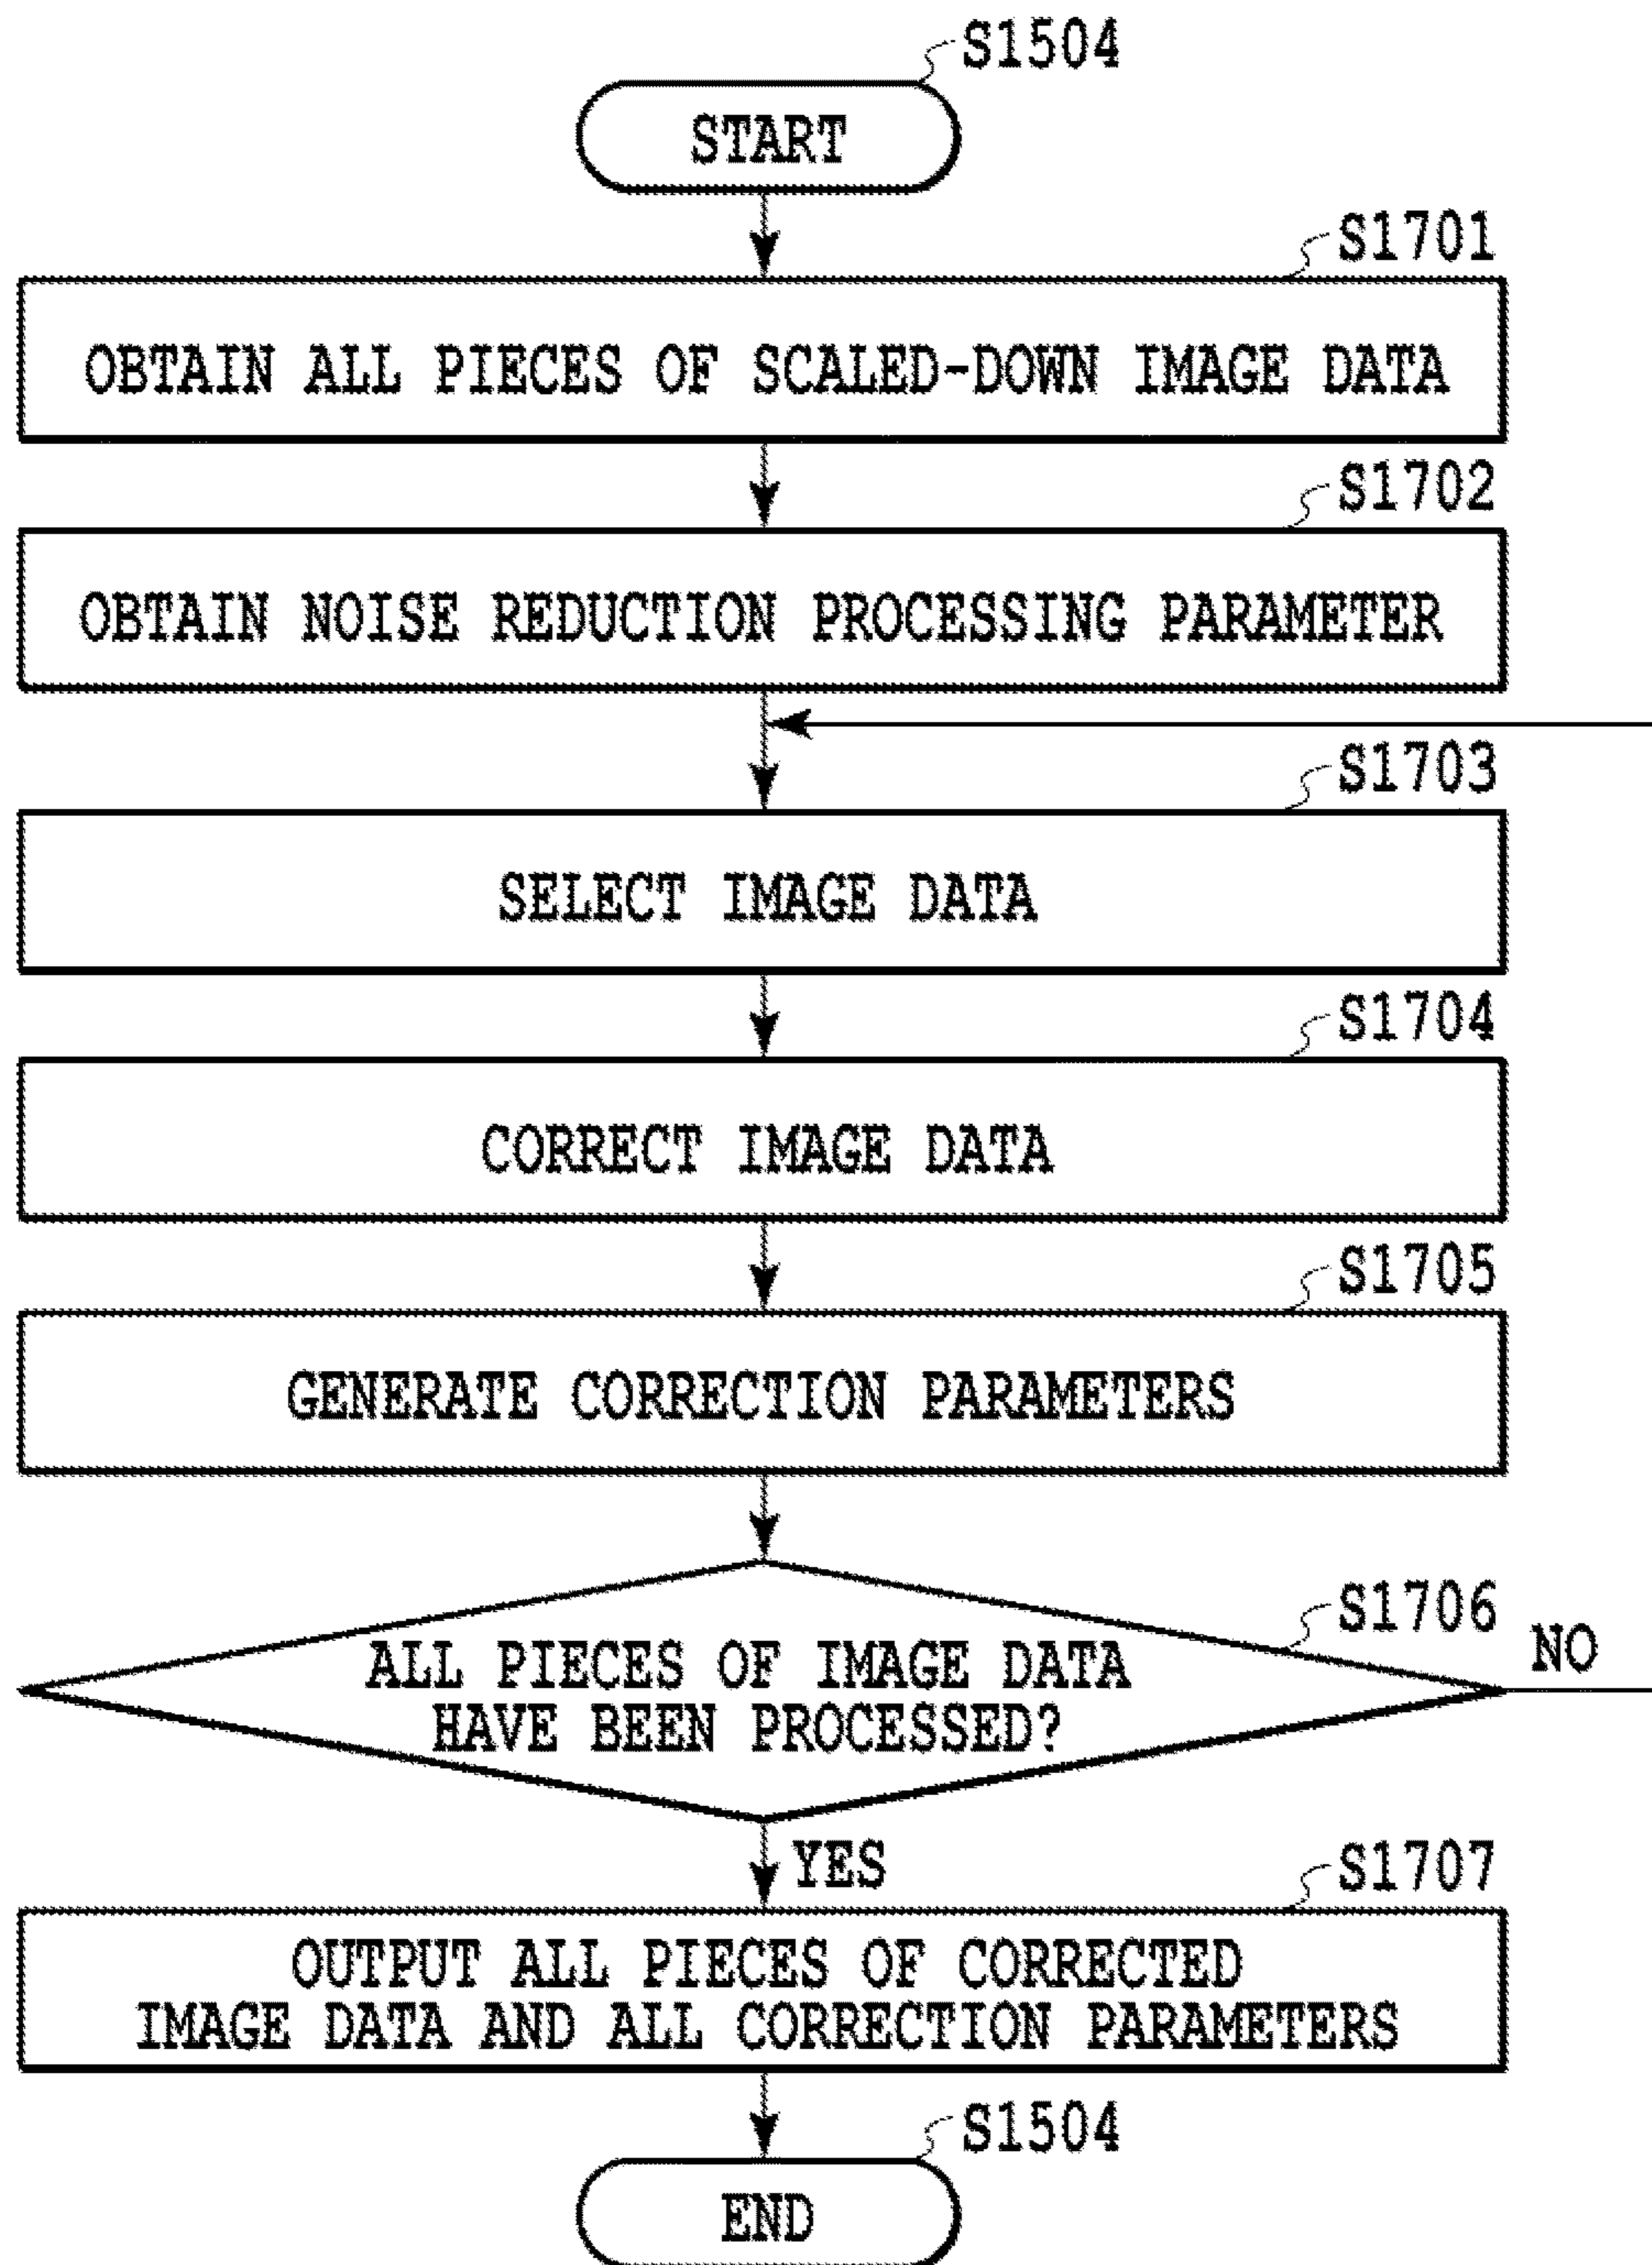 S1504
START
S1701
OBTAIN ALL PIECES OF SCALED-DOWN IMAGE DATA
S1702
OBTAIN NOISE REDUCTION PROCESSING PARAMETER
S1703
SELECT IMAGE DATA
S1704
CORRECT IMAGE DATA
S1705
GENERATE CORRECTION PARAMETERS
S1706
NO
ALL PIECES OF IMAGE DATA
HAVE BEEN PROCESSED?
YES
S1707
OUTPUT ALL PIECES OF CORRECTED
IMAGE DATA AND ALL CORRECTION PARAMETERS
S1504
END